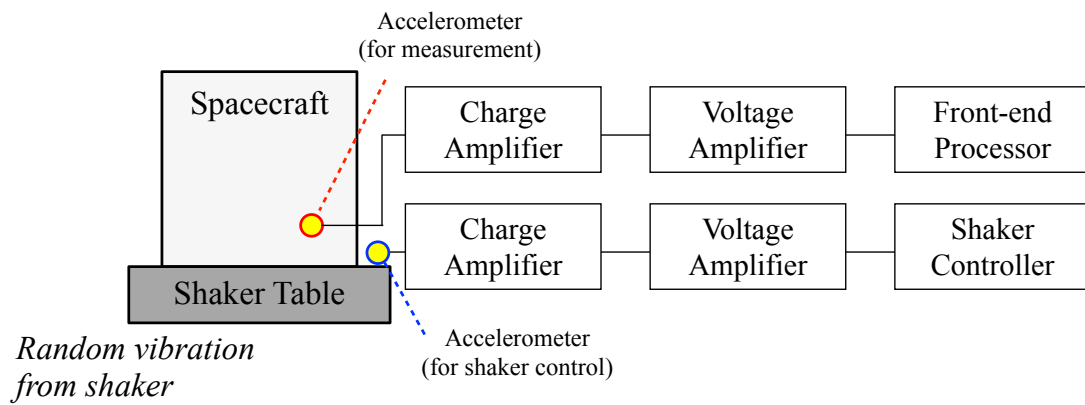 Accelerometer
(for measurement)
Spacecraft
Charge
Amplifier
Voltage
Amplifier
Front-end
Processor
Charge
Amplifier
Voltage
Amplifier
Shaker
Controller
Shaker Table
Accelerometer
(for shaker control)
Random vibration
from shaker